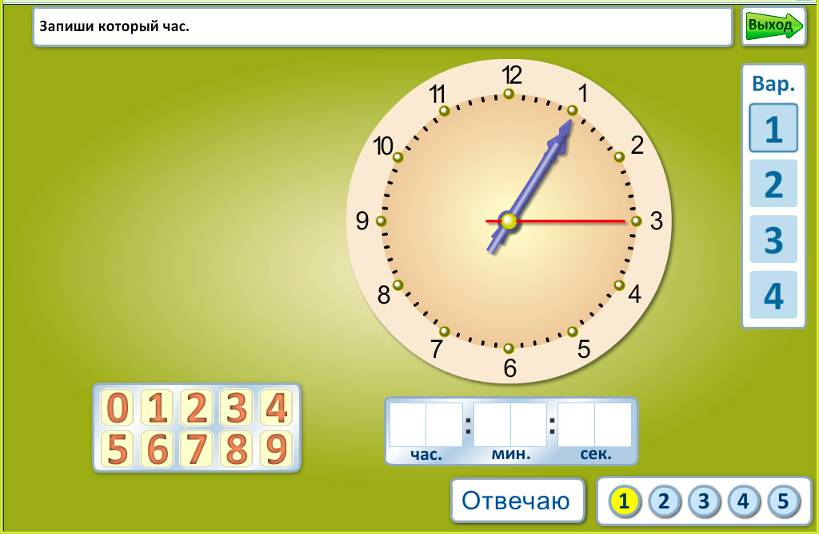 Запиши который час.
Выход
Вар.
1
2
3
4
12
1
2
3
4
5
6
7
8
9
10
11
0 1 2 3 4
5 6 7 8 9
: :
час. мин. сек.
Отвечаю
1 2 3 4 5